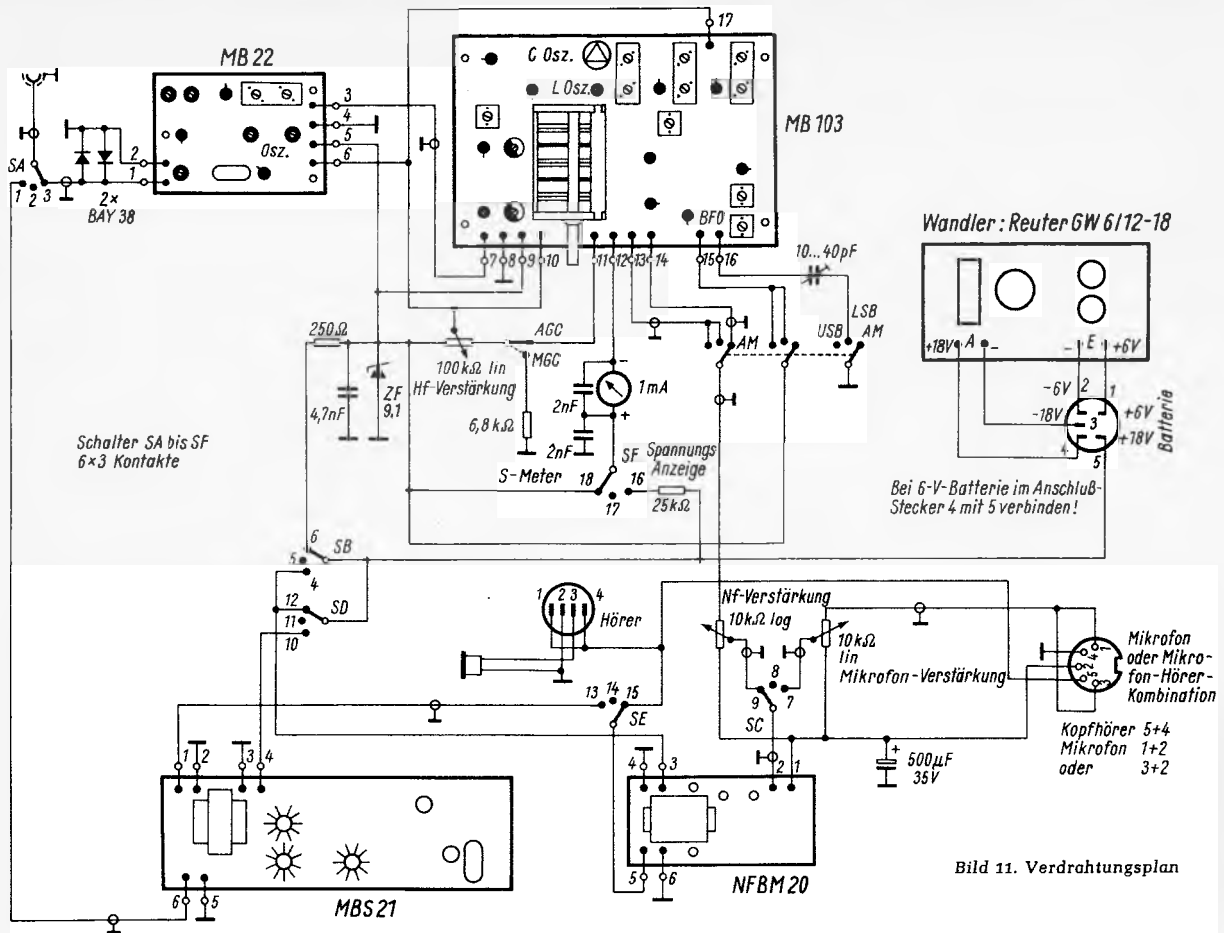 MB 22
3
4
5
6
2
1
Osz.
SA
1 2 3
2×
BAY 38
17
C Osz.
L Osz.
MB 103
BFO
7 8 9 10
11 12 13 14
15 16
10...40pF
Wandler: Reuter GW 6/12-18
+18V A –
– E +6V
-6V 2 1
-18V 3 +6V
+18V
4 5
Batterie
Bei 6-V-Batterie im Anschluß-
Stecker 4 mit 5 verbinden!
250Ω
4,7nF
ZF
9,1
100kΩ lin
Hf-Verstärkung
AGC
MGC
6,8 kΩ
–
1mA
2nF
+
2nF
AM
USB
LSB
AM
Schalter SA bis SF
6×3 Kontakte
S-Meter
18
SF
17
16
Spannungs
Anzeige
25kΩ
6
5
SB
4
12
11
SD
10
1 2 3 4
Hörer
Nf-Verstärkung
10kΩ log
10kΩ
lin
Mikrofon-Verstärkung
8
9 7
SC
13 14 15
SE
+
500µF
35V
1
4
2
5
3
Mikrofon
oder Mikro-
fon-Hörer-
Kombination
Kopfhörer 5+4
Mikrofon 1+2
oder 3+2
1 2 3 4
6 5
MBS 21
4 3
2 1
5 6
NFBM 20
Bild 11. Verdrahtungsplan